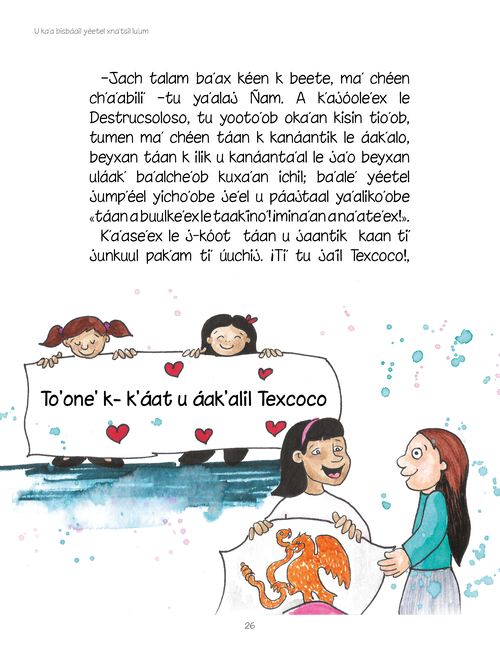 U ka'a bisbáail yéetel xna'tsil lu'um
–Jach talam ba'ax kéen k beete, ma' chéen
ch'a'abili' –tu ya'alaj Ñam. A k'ajóole'ex le
Destrucsoloso, tu yooto'ob oka'an kisin tio'ob,
tumen ma' chéen táan k kanáantik le áak'alo,
beyxan táan k ilik u kanáanta'al le ja'o beyxan
uláak' ba'alche'ob kuxa'an ichil; ba'ale' yéetel
jump'éel yicho'obe je'el u páajtaal ya'aliko'obe
«táan a buulke'ex le taak'ino'! imina'an a na'ate'ex!».
K'a'ase'ex le j-kóot táan u jaantik kaan ti'
junkuul pak'am ti' úuchij. ¡Ti' tu ja'il Texcoco!,
To'one' k- k'áat u áak'alil Texcoco
26